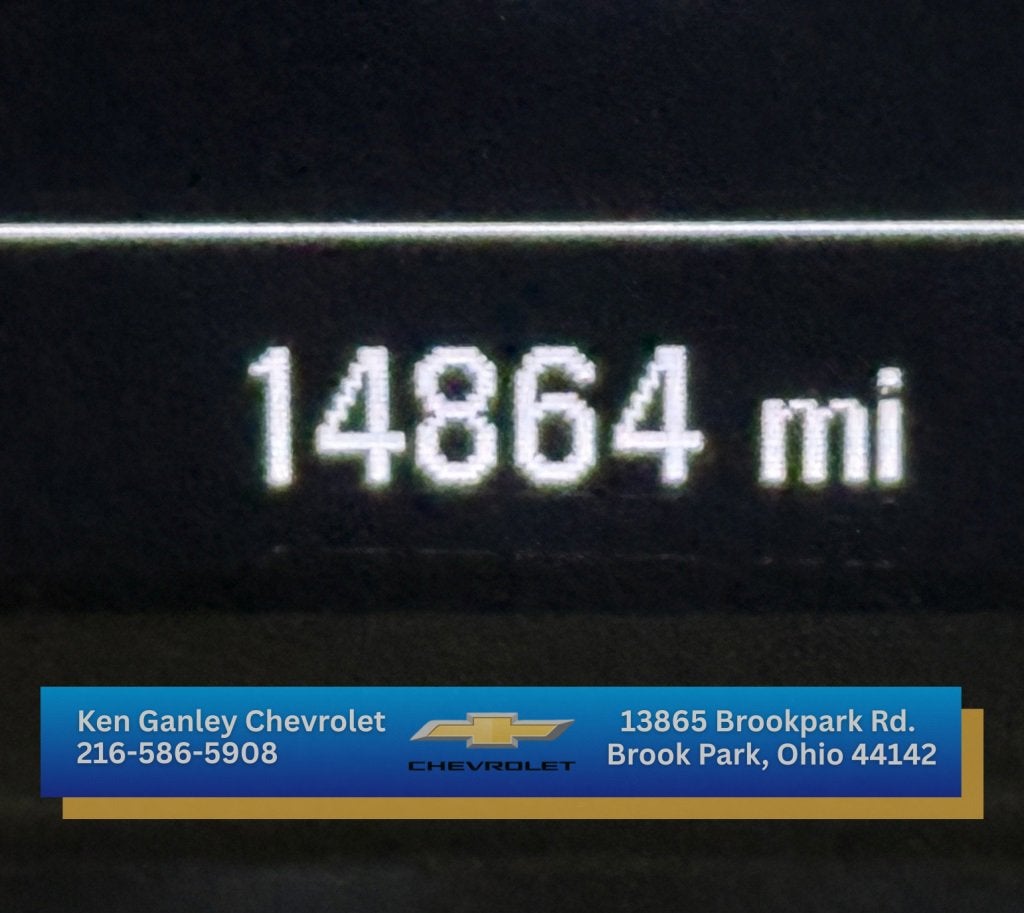 14864 mi
Ken Ganley Chevrolet
216-586-5908
CHEVROLET
13865 Brookpark Rd.
Brook Park, Ohio 44142